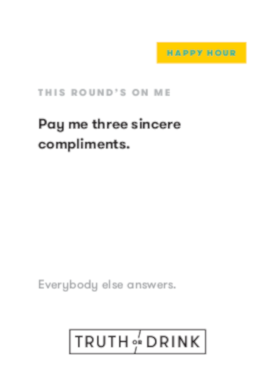 HAPPY HOUR
THIS ROUND'S ON ME
Pay me three sincere
compliments.
Everybody else answers.
TRUTH OR DRINK